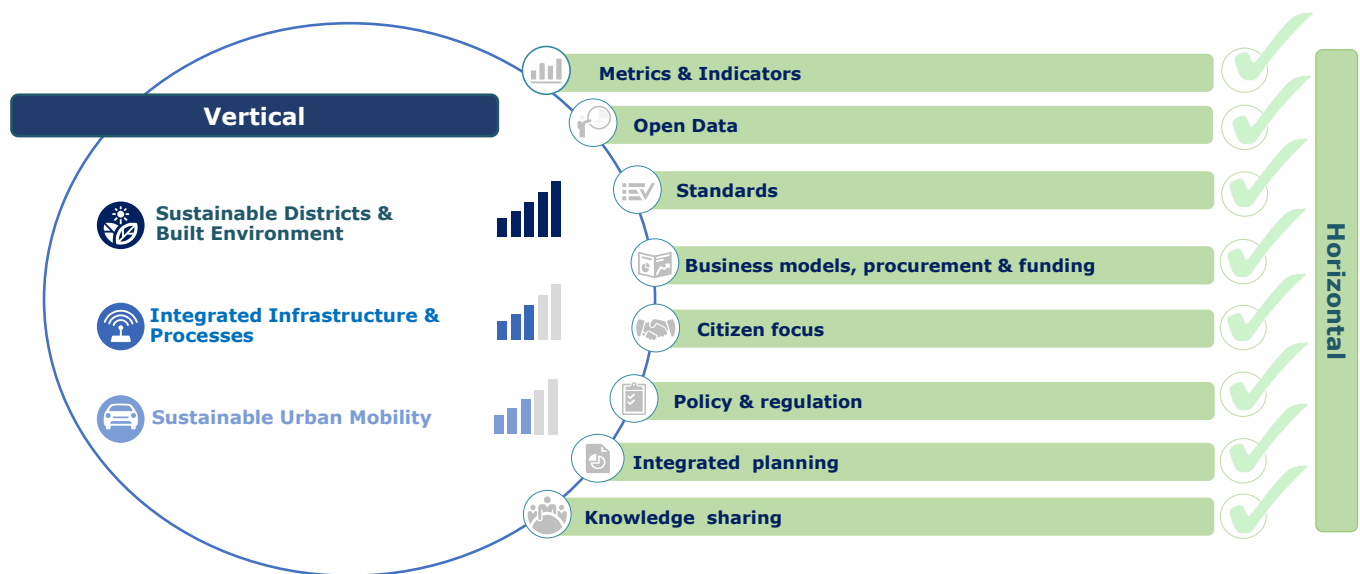 Vertical
Sustainable Districts &
Built Environment
Integrated Infrastructure &
Processes
Sustainable Urban Mobility
Metrics & Indicators
Open Data
Standards
Business models, procurement & funding
Citizen focus
Policy & regulation
Integrated planning
Knowledge sharing
Horizontal